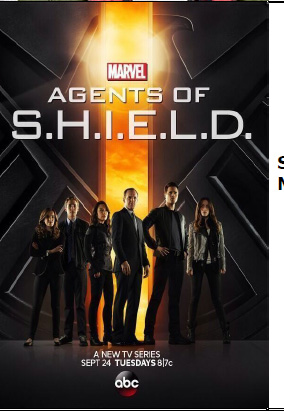 MARVEL
AGENTS OF
S.H.I.E.L.D.
A NEW TV SERIES
SEPT 24 TUESDAYS 8|7c
abc